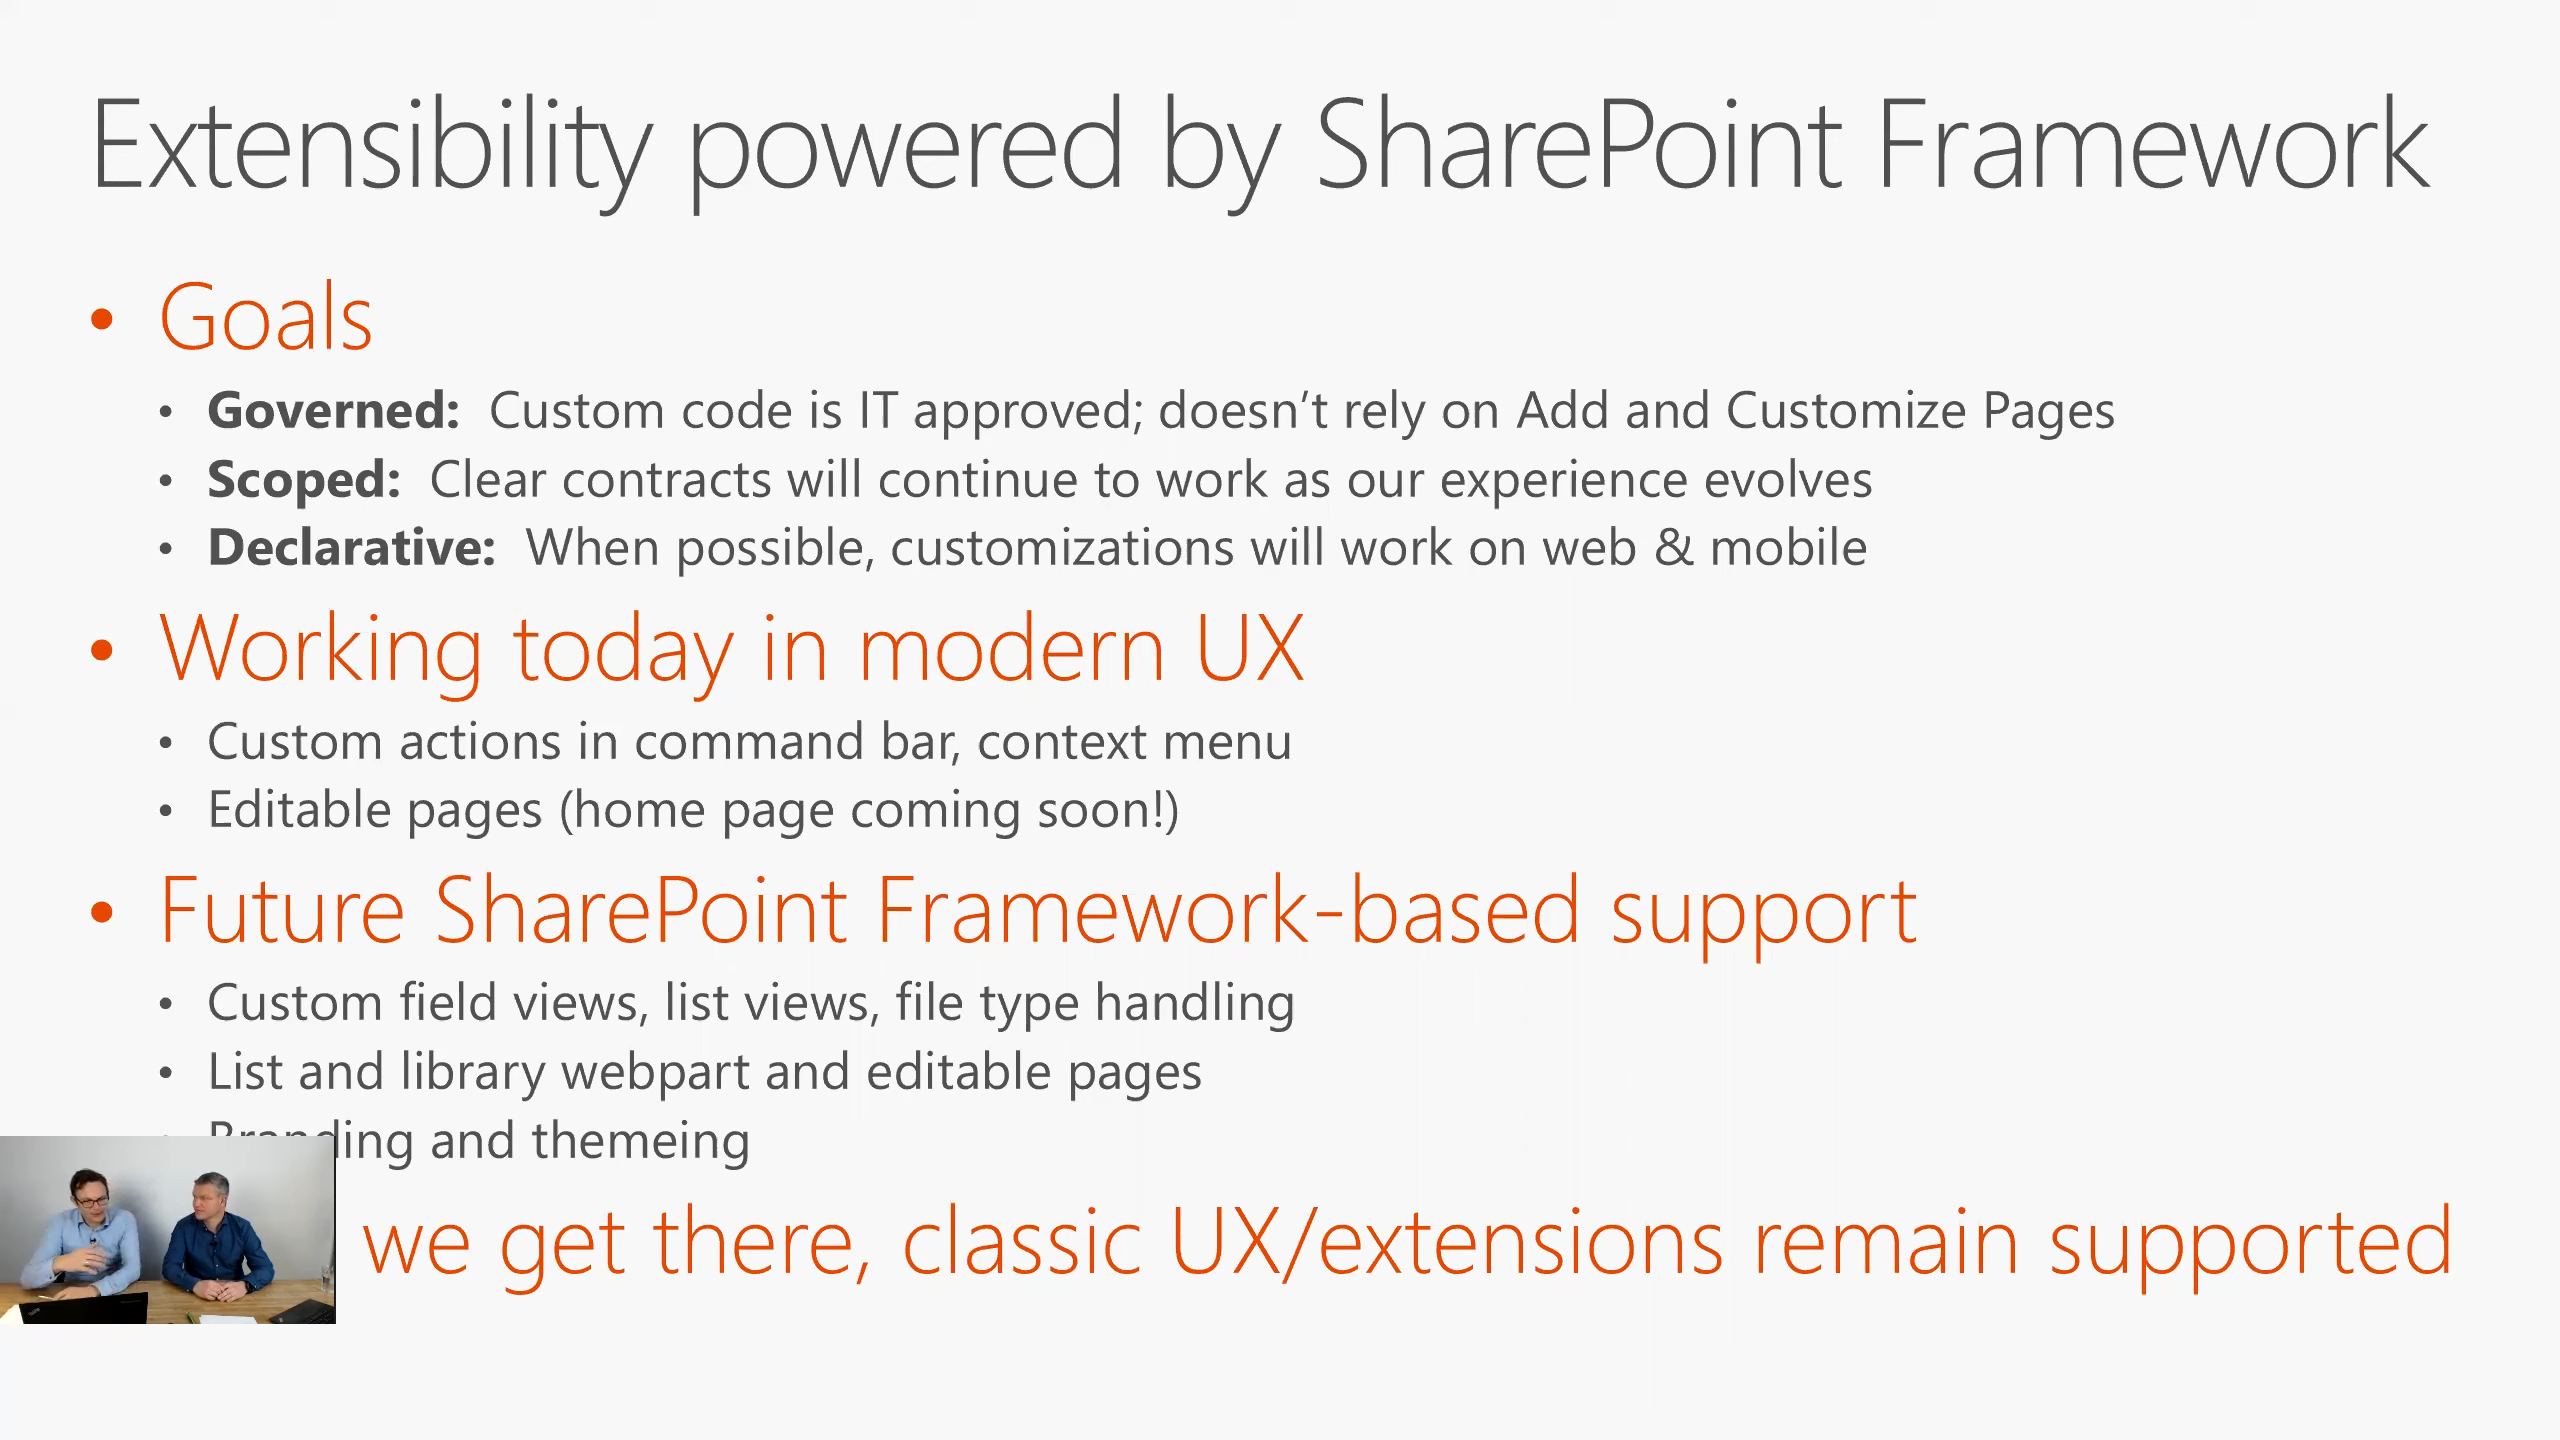 Extensibility powered by SharePoint Framework
• Goals
• Governed: Custom code is IT approved; doesn’t rely on Add and Customize Pages
• Scoped: Clear contracts will continue to work as our experience evolves
• Declarative: When possible, customizations will work on web & mobile
• Working today in modern UX
• Custom actions in command bar, context menu
• Editable pages (home page coming soon!)
• Future SharePoint Framework-based support
• Custom field views, list views, file type handling
• List and library webpart and editable pages
Branding and themeing
we get there, classic UX/extensions remain supported